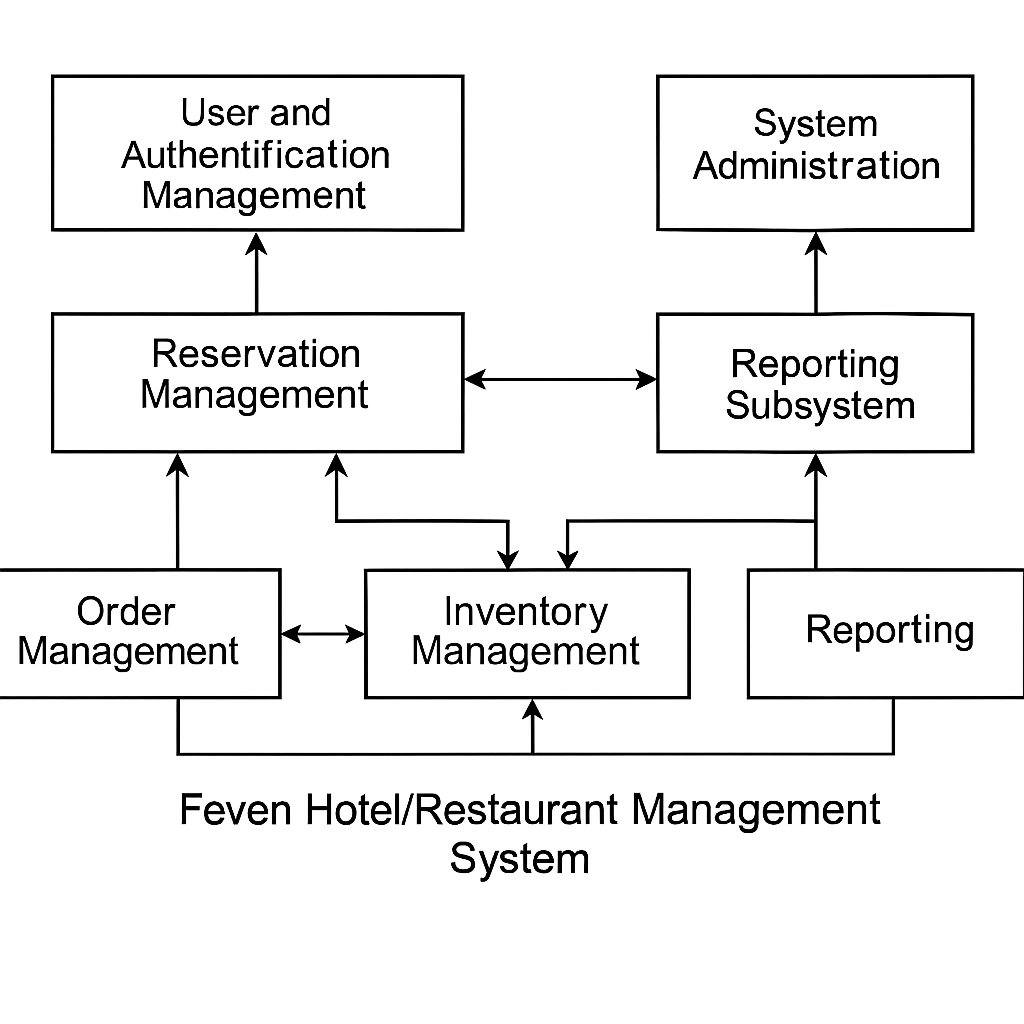 User and
Authentification
Management
System
Administration
Reservation
Management
Reporting
Subsystem
Order
Management
Inventory
Management
Reporting
Feven Hotel/Restaurant Management
System